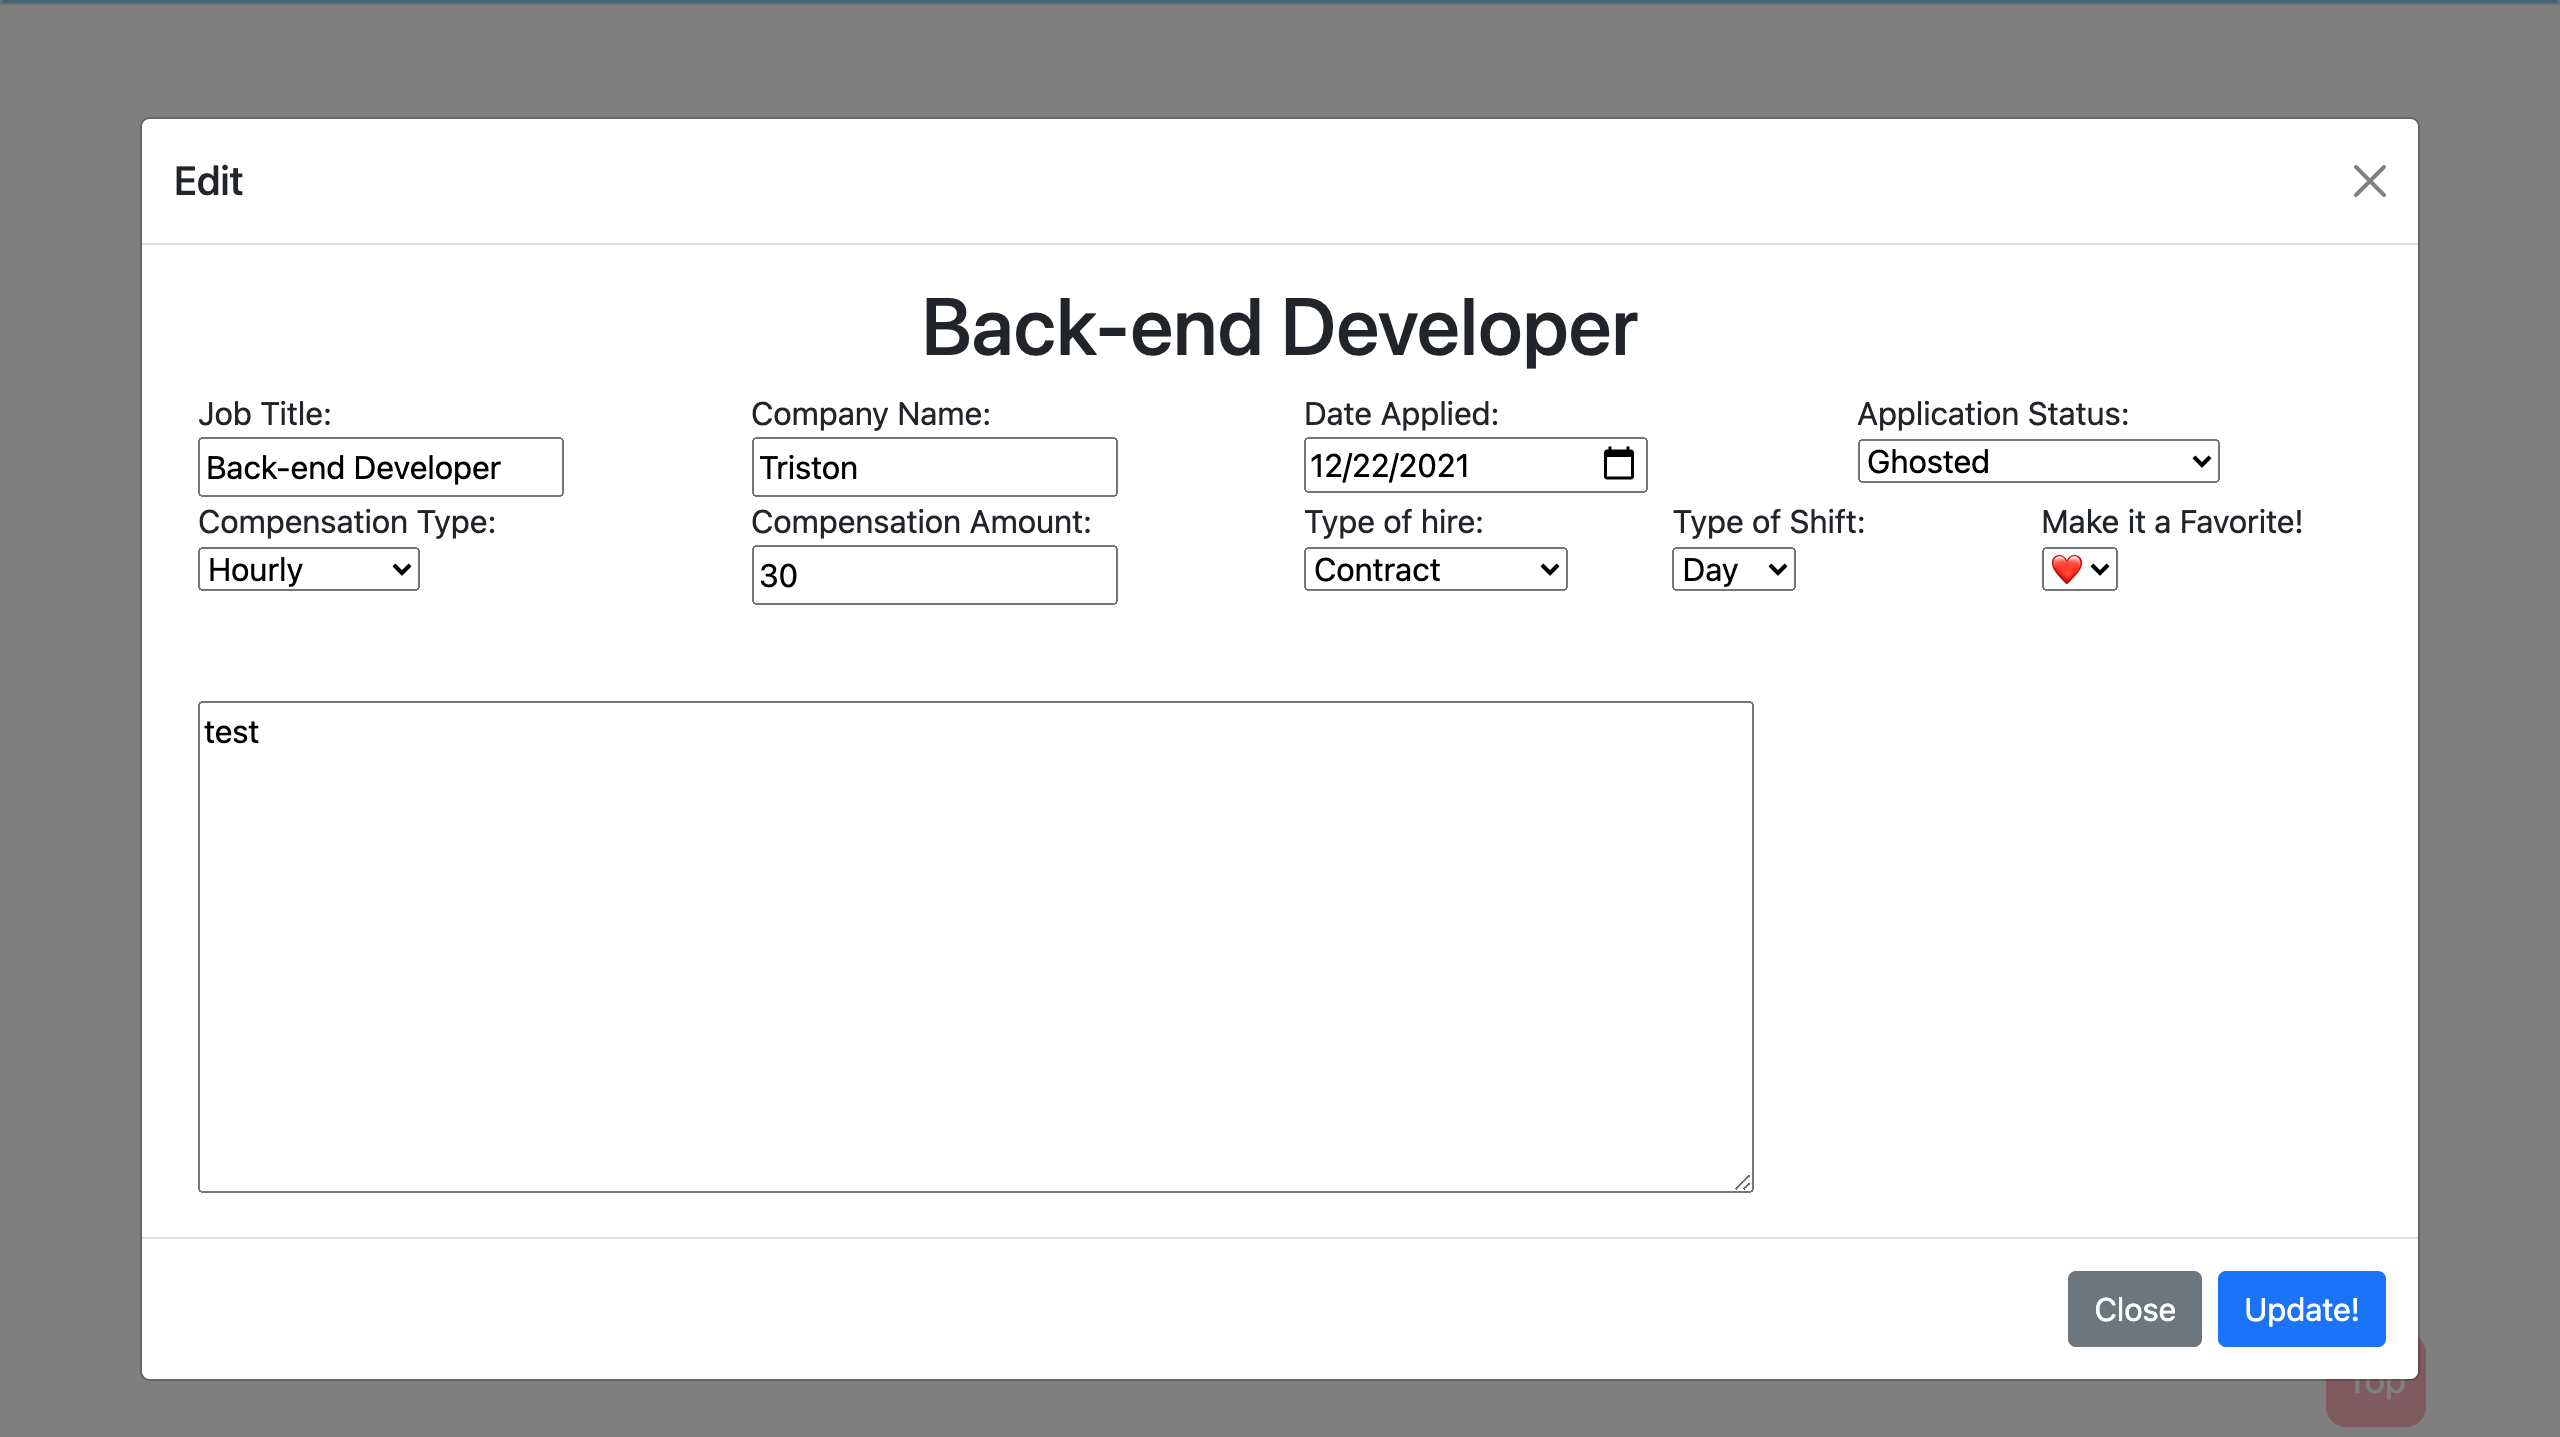 Edit
Back-end Developer
Job Title: Company Name: Date Applied: Application Status:
Back-end Developer Triston 12/22/2021 Ghosted
Compensation Type: Compensation Amount: Type of hire: Type of Shift: Make it a Favorite!
Hourly 30 Contract Day ❤️
test
Close Update!
Top